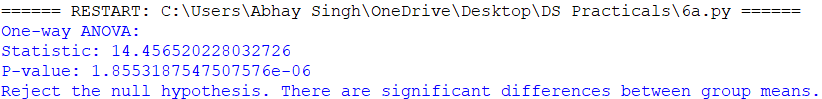 ====== RESTART: C:\Users\Abhay Singh\OneDrive\Desktop\DS Practicals\6a.py ======
One-way ANOVA:
Statistic: 14.456520228032726
P-value: 1.8553187547507576e-06
Reject the null hypothesis. There are significant differences between group means.